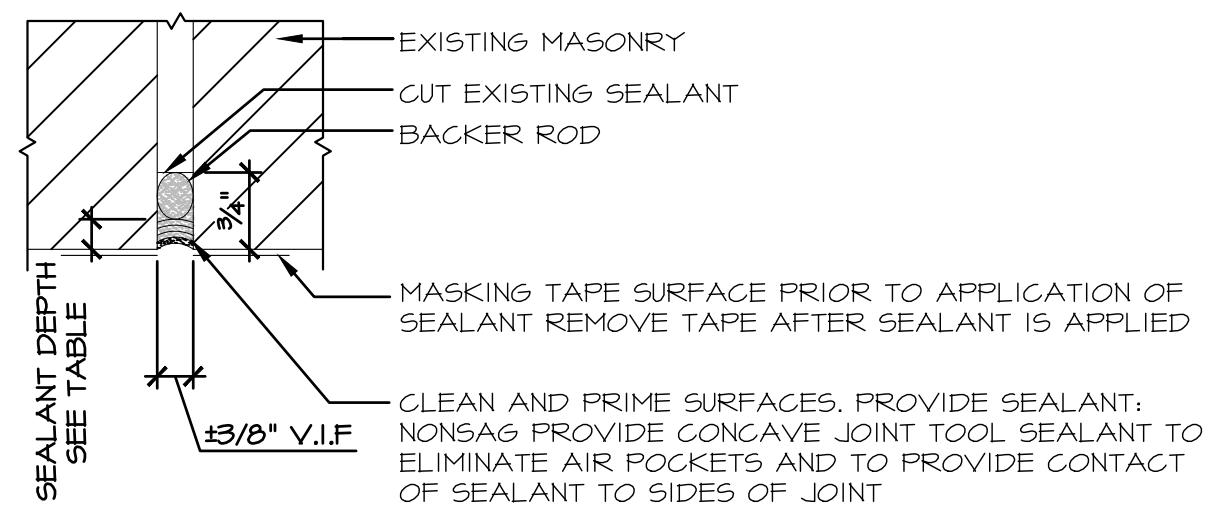 EXISTING MASONRY
CUT EXISTING SEALANT
BACKER ROD
3/4"
MASKING TAPE SURFACE PRIOR TO APPLICATION OF
SEALANT REMOVE TAPE AFTER SEALANT IS APPLIED
SEALANT DEPTH
SEE TABLE
±3/8" V.I.F
CLEAN AND PRIME SURFACES. PROVIDE SEALANT:
NONSAG PROVIDE CONCAVE JOINT TOOL SEALANT TO
ELIMINATE AIR POCKETS AND TO PROVIDE CONTACT
OF SEALANT TO SIDES OF JOINT